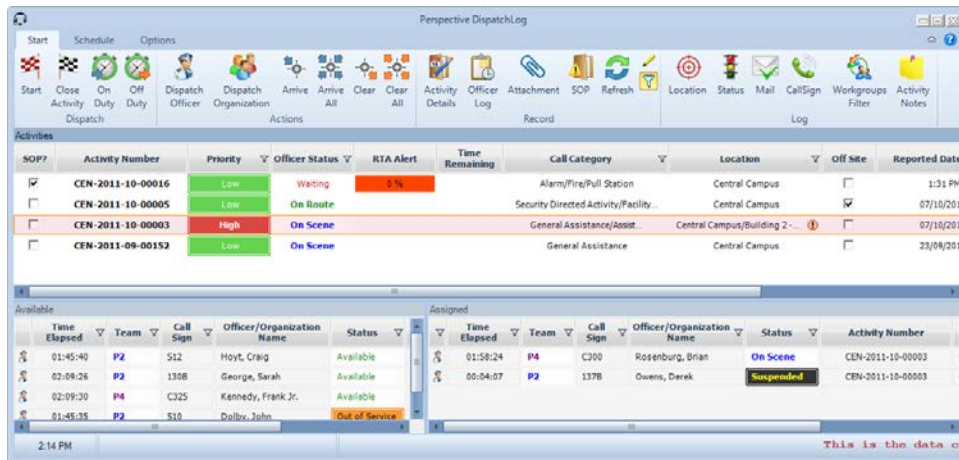 Perspective DispatchLog
Start Schedule Options
Start Close Activity On Duty Off Duty Dispatch Officer Dispatch Organization Arrive Arrive All Clear Clear All Activity Details Officer Log Attachment SOP Refresh Location Status Mail CallSign Workgroups Filter Activity Notes
Dispatch Actions Record Log
Activities
SOP? Activity Number Priority Officer Status RTA Alert Time Remaining Call Category Location Off Site Reported Date
CEN-2011-10-00016 Low Waiting 0 % Alarm/Fire/Pull Station Central Campus 1:31 PM
CEN-2011-10-00005 Low On Route Security Directed Activity/Facility... Central Campus 07/10/201
CEN-2011-10-00003 High On Scene General Assistance/Assist... Central Campus/Building 2-... 07/10/201
CEN-2011-09-00152 Low On Scene General Assistance Central Campus 23/09/201
Available Assigned
Time Elapsed Team Call Sign Officer/Organization Name Status Time Elapsed Team Call Sign Officer/Organization Name Status Activity Number
01:45:40 P2 S12 Hoyt, Craig Available 01:58:24 P4 C300 Rosenburg, Brian On Scene CEN-2011-10-00003
02:09:26 P2 130B George, Sarah Available 00:04:07 P2 137B Owens, Derek Suspended CEN-2011-10-00003
02:09:30 P4 C325 Kennedy, Frank Jr. Available
01:45:35 P2 S10 Dolby, John Out of Service
2:14 PM This is the data c